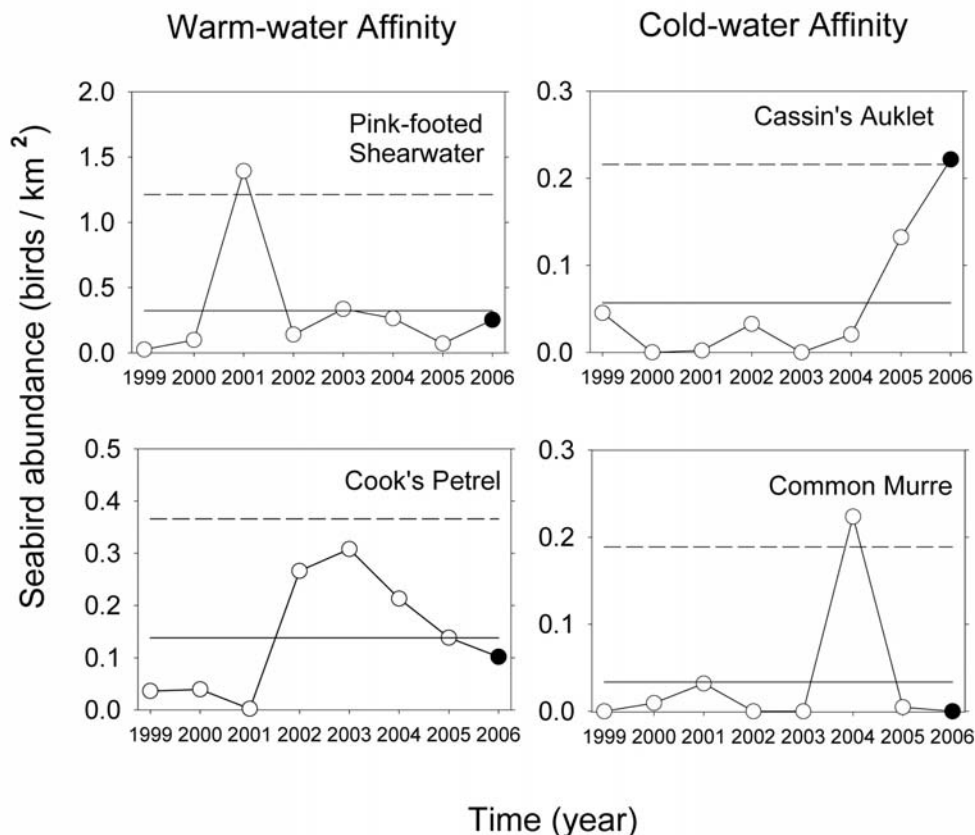 Warm-water Affinity
Cold-water Affinity
Seabird abundance (birds / km ²)
2.0
1.5
1.0
0.5
0.0
Pink-footed
Shearwater
1999 2000 2001 2002 2003 2004 2005 2006
0.3
0.2
0.1
0.0
Cassin's Auklet
1999 2000 2001 2002 2003 2004 2005 2006
0.5
0.4
0.3
0.2
0.1
0.0
Cook's Petrel
1999 2000 2001 2002 2003 2004 2005 2006
0.3
0.2
0.1
0.0
Common Murre
1999 2000 2001 2002 2003 2004 2005 2006
Time (year)